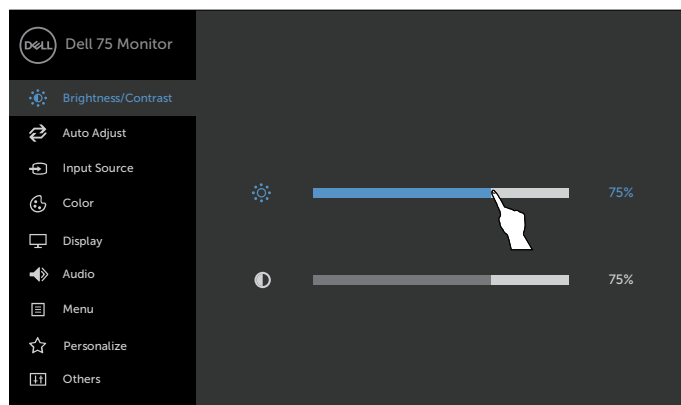 DELL Dell 75 Monitor
Brightness/Contrast
Auto Adjust
Input Source
75%
Color
Display
Audio
75%
Menu
Personalize
Others